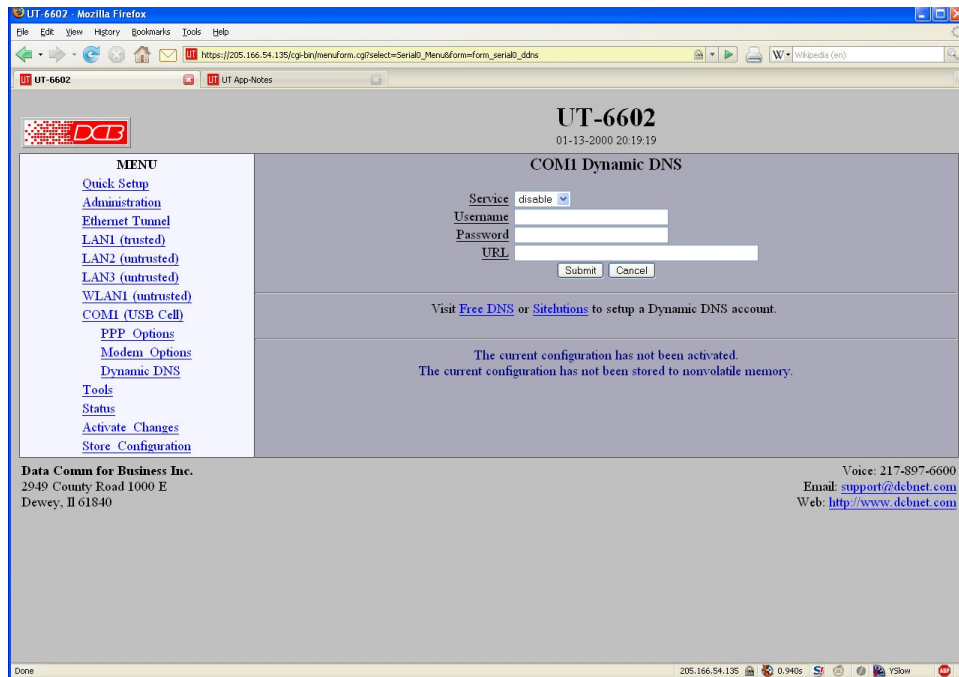 UT-6602 - Mozilla Firefox
File Edit View History Bookmarks Tools Help
UT https://205.166.54.135/cgi-bin/menuform.cgi?select=Serial0_Menu&form=form_serial0_ddns W Wikipedia (en)
UT UT-6602 UT UT App-Notes
DCB
UT-6602
01-13-2000 20:19:19
MENU
Quick Setup
Administration
Ethernet Tunnel
LAN1 (trusted)
LAN2 (untrusted)
LAN3 (untrusted)
WLAN1 (untrusted)
COM1 (USB Cell)
PPP Options
Modem Options
Dynamic DNS
Tools
Status
Activate Changes
Store Configuration
COM1 Dynamic DNS
Service disable
Username
Password
URL
Submit Cancel
Visit Free DNS or Sitelutions to setup a Dynamic DNS account.
The current configuration has not been activated.
The current configuration has not been stored to nonvolatile memory.
Data Comm for Business Inc.
2949 County Road 1000 E
Dewey, Il 61840
Voice: 217-897-6600
Email: support@dcbnet.com
Web: http://www.dcbnet.com
Done 205.166.54.135 0.940s S YSlow ABP